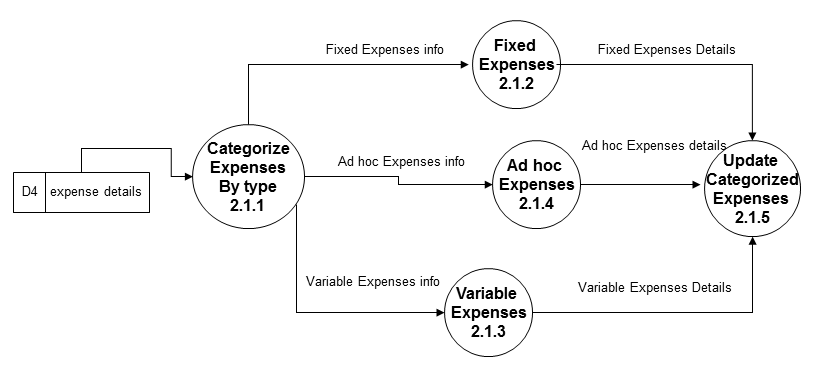 Fixed Expenses info
Fixed
Expenses
2.1.2
Fixed Expenses Details
D4
expense details
Categorize
Expenses
By type
2.1.1
Ad hoc Expenses info
Ad hoc
Expenses
2.1.4
Ad hoc Expenses details
Update
Categorized
Expenses
2.1.5
Variable Expenses info
Variable
Expenses
2.1.3
Variable Expenses Details